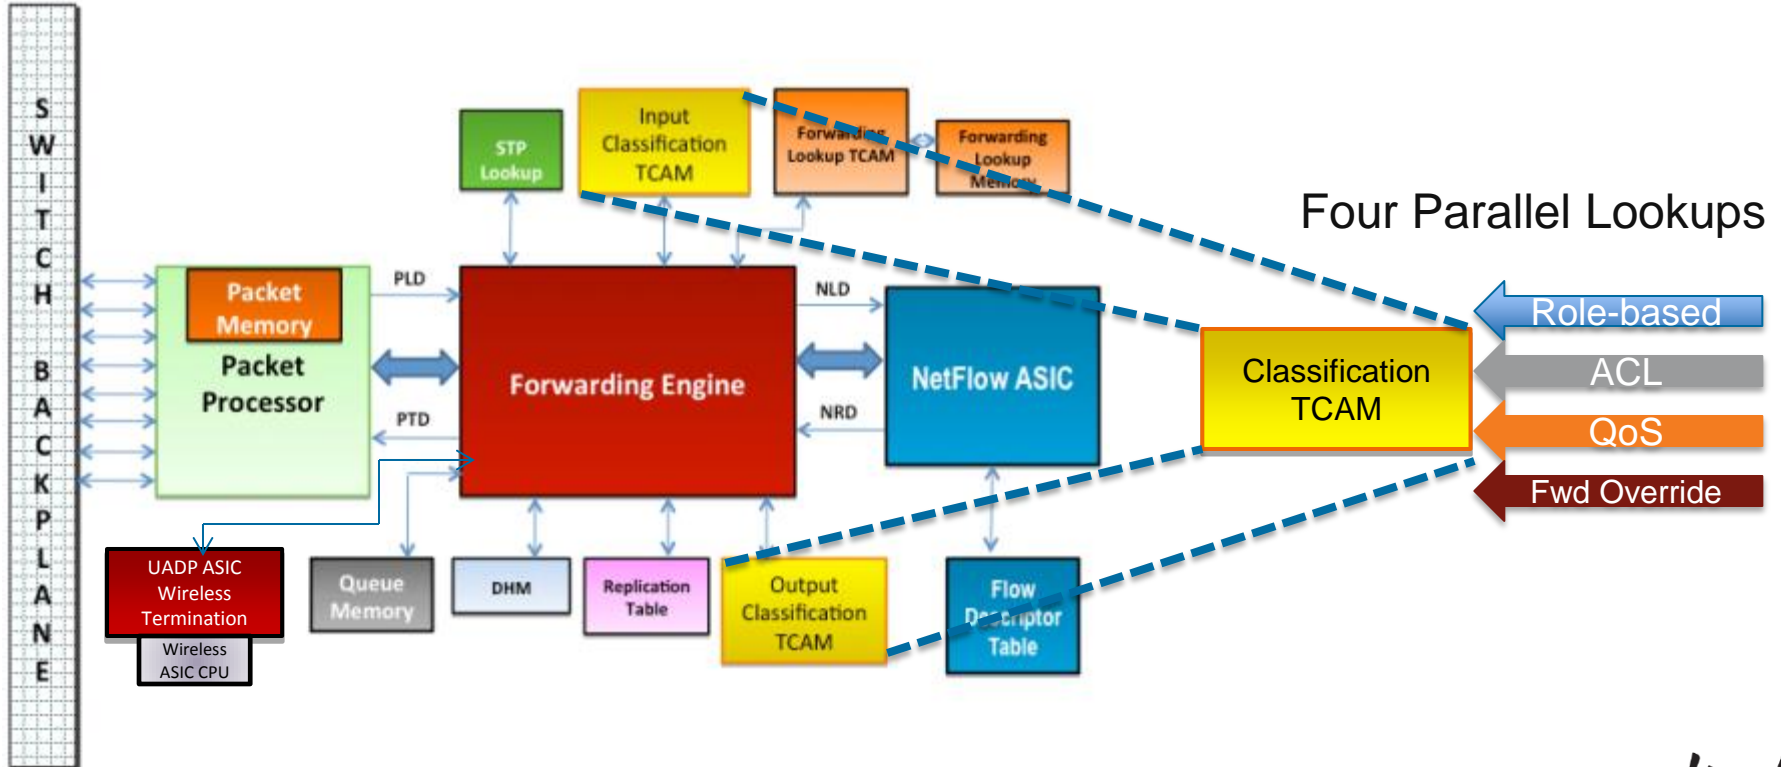 SWITCH BACKPLANE
STP
Lookup
Input
Classification
TCAM
Forwarding
Lookup TCAM
Forwarding
Lookup
Memory
Four Parallel Lookups
Packet
Memory
Packet
Processor
PLD
PTD
Forwarding Engine
NLD
NRD
NetFlow ASIC
Classification
TCAM
Role-based
ACL
QoS
Fwd Override
UADP ASIC
Wireless
Termination
Wireless
ASIC CPU
Queue
Memory
DHM
Replication
Table
Output
Classification
TCAM
Flow
Descriptor
Table